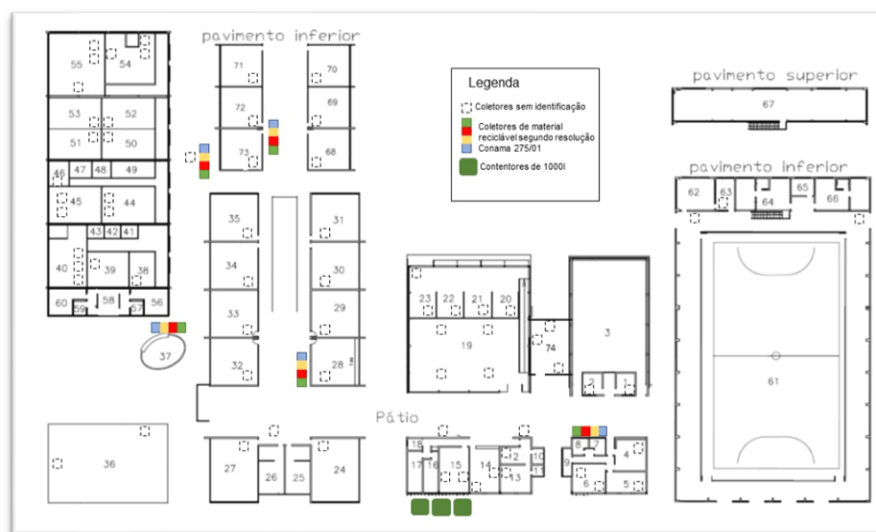 pavimento inferior
55 54
53 52
51 50
46 47 48 49
45 44
43 42 41
40 39 38
60 59 58 57 56
37
36
71 70
72 69
73 68
35 31
34 30
33 29
32 28
27 26 25 24
Legenda
Coletores sem identificação
Coletores de material
reciclável segundo resolução
Conama 275/01
Contentores de 1000l
23 22 21 20
19
74
3
2 1
Pátio
18
17 16 15 14
12 10
11
13
8 7
9
4
6 5
pavimento superior
67
pavimento inferior
62 63 64 65 66
61